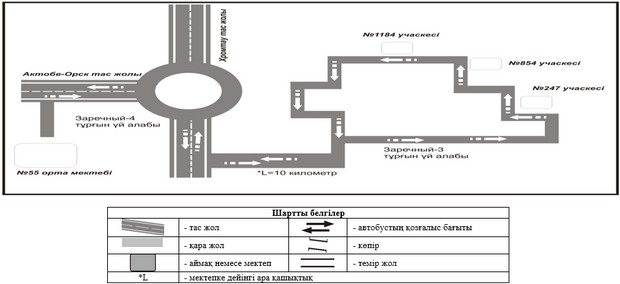 №1184 учаскесі
Хромтау тас жолы
№854 учаскесі
Актобе-Орск тас жолы
№247 учаскесі
Заречный-4
тұрғын үй алабы
Заречный-3
тұрғын үй алабы
*L=10 километр
№55 орта мектебі
Шартты белгілер
- тас жол
- автобустың қозғалыс бағыты
- қара жол
- көпір
- аймақ немесе мектеп
- темір жол
*L
- мектепке дейінгі ара қашықтық